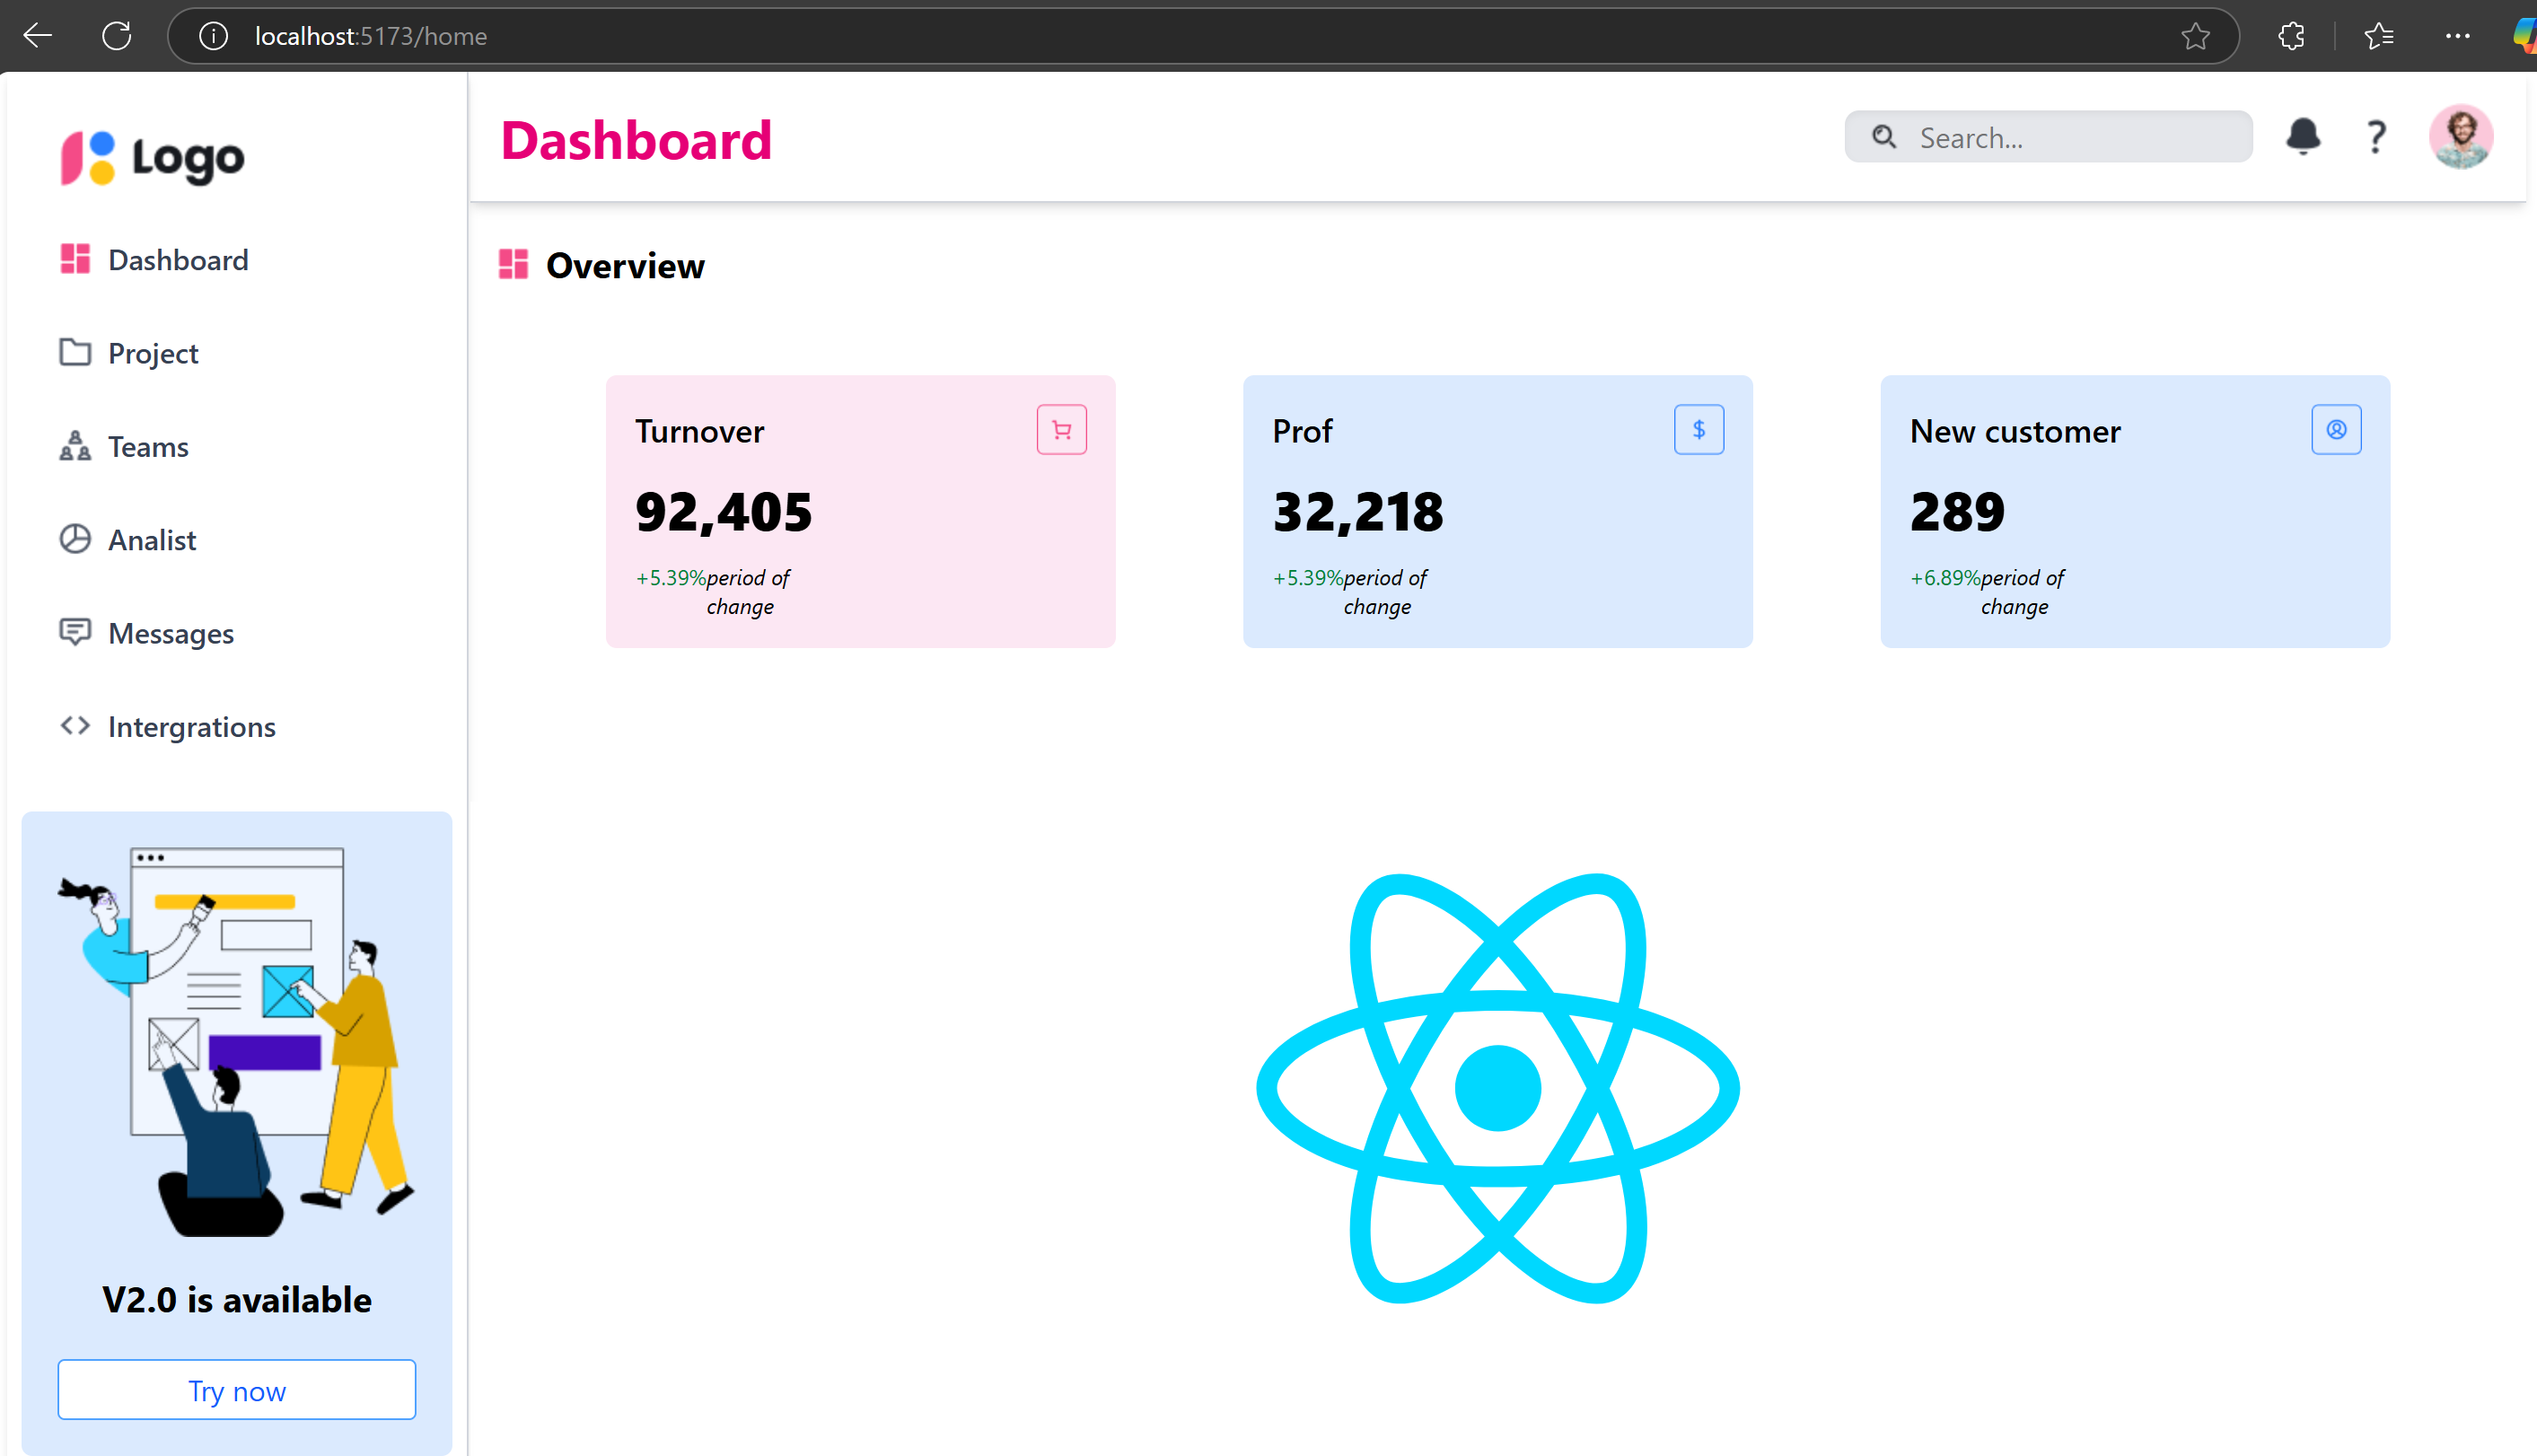 localhost:5173/home
Logo
Dashboard
Project
Teams
Analist
Messages
Intergrations
V2.0 is available
Try now
Dashboard
Search...
?
Overview
Turnover
92,405
+5.39%period of
change
Prof
$
32,218
+5.39%period of
change
New customer
289
+6.89%period of
change